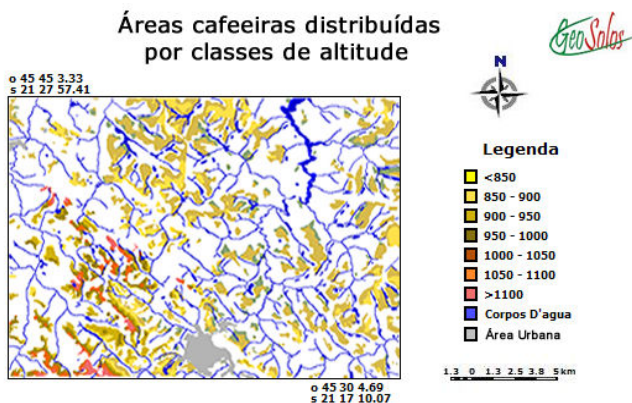 Áreas cafeeiras distribuídas
por classes de altitude
GeoSolos
o 45 45 3.33
s 21 27 57.41
N
Legenda
<850
850 - 900
900 - 950
950 - 1000
1000 - 1050
1050 - 1100
>1100
Corpos D'agua
Área Urbana
1.3 0 1.3 2.5 3.8 5 km
o 45 30 4.69
s 21 17 10.07